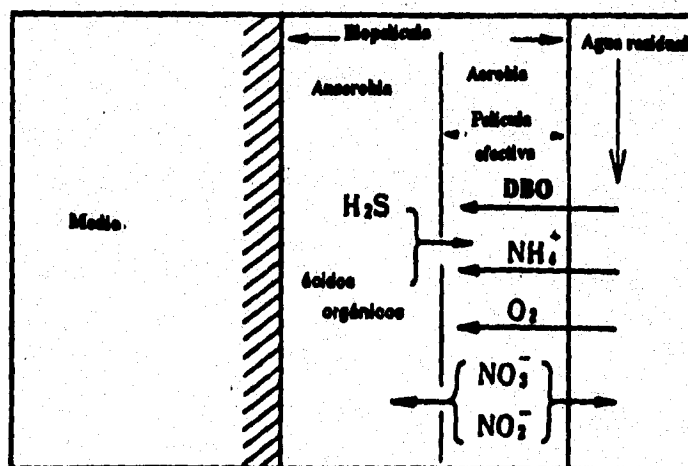 Biopelícula
Agua residual
Anaerobia
Aerobia
Película
efectiva
DBO
H₂S
Medio
NH₄⁺
ácidos
orgánicos
O₂
NO₃⁻
NO₂⁻